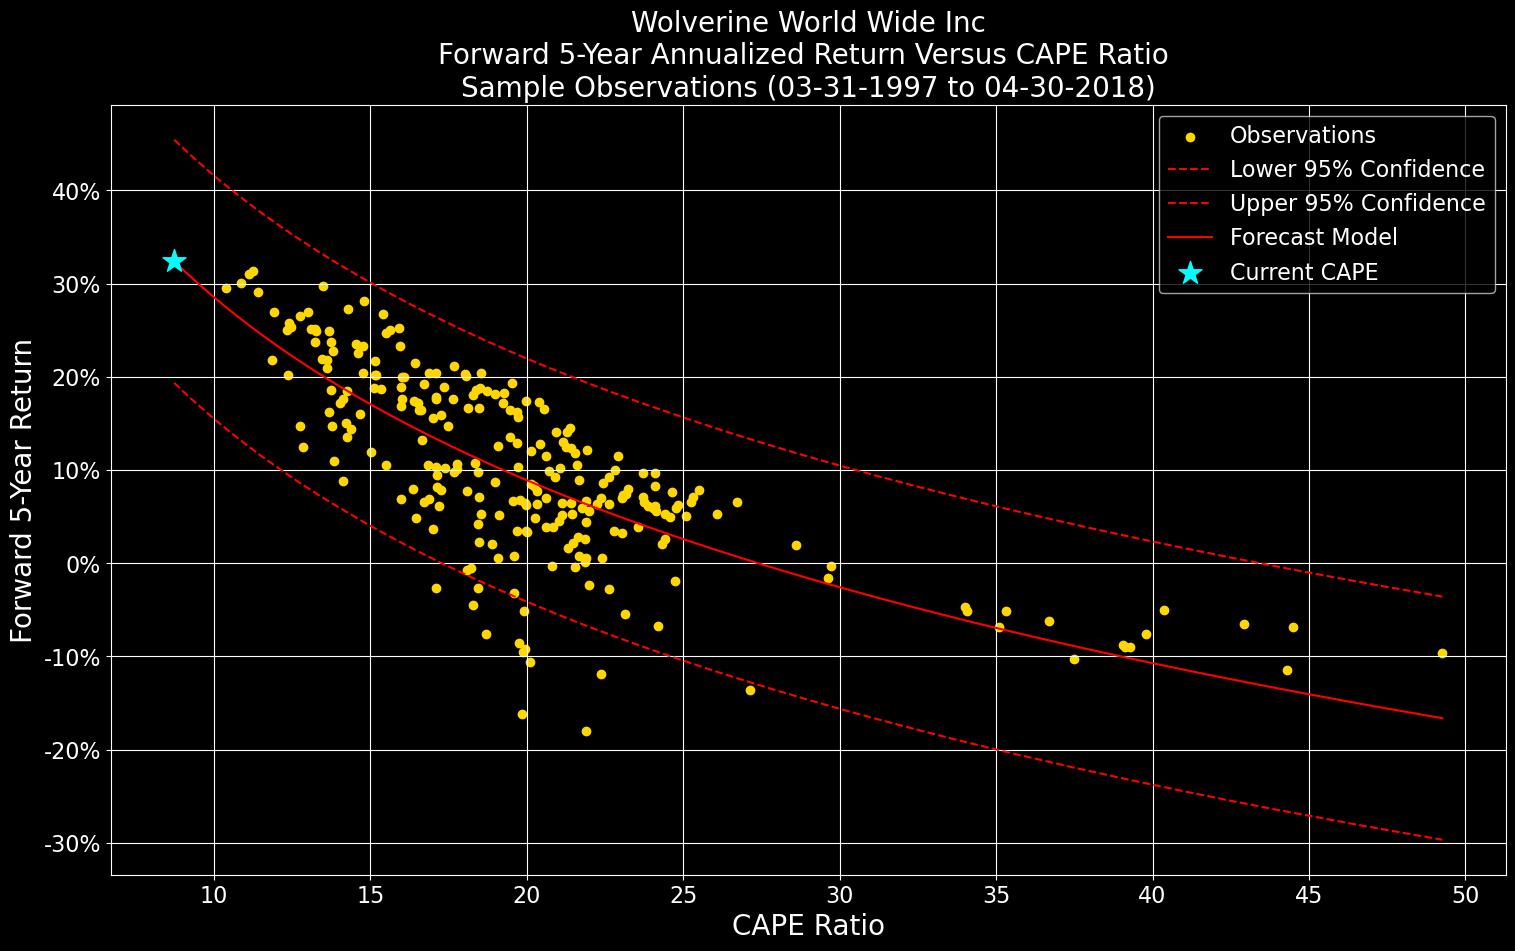 Wolverine World Wide Inc
Forward 5-Year Annualized Return Versus CAPE Ratio
Sample Observations (03-31-1997 to 04-30-2018)
Observations
Lower 95% Confidence
Upper 95% Confidence
Forecast Model
Current CAPE
Forward 5-Year Return
40%
30%
20%
10%
0%
-10%
-20%
-30%
10 15 20 25 30 35 40 45 50
CAPE Ratio